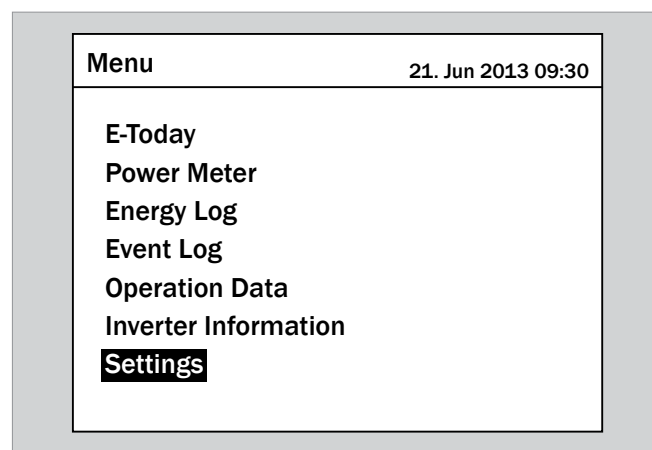 Menu
21. Jun 2013 09:30
E-Today
Power Meter
Energy Log
Event Log
Operation Data
Inverter Information
Settings